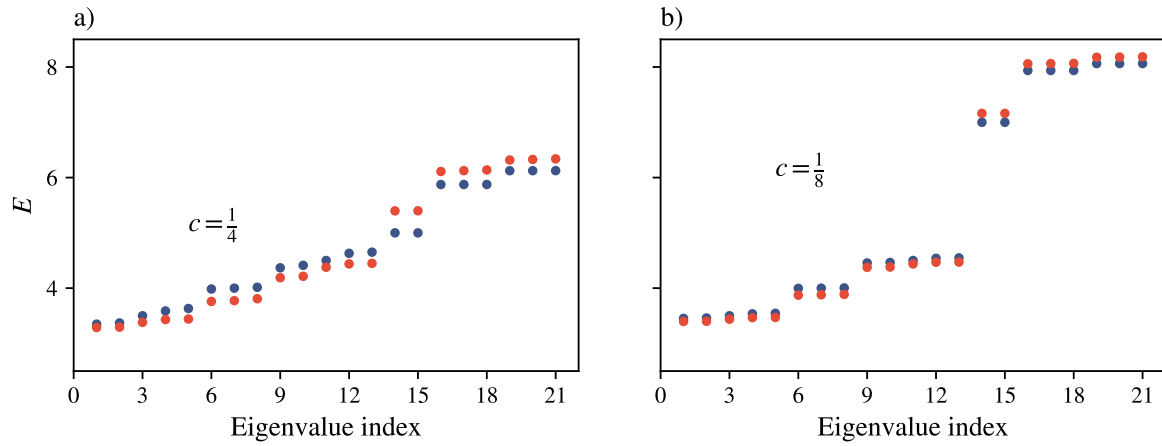 a)
b)
8
6
4
E
c = 1/4
c = 1/8
0 3 6 9 12 15 18 21
0 3 6 9 12 15 18 21
Eigenvalue index
Eigenvalue index